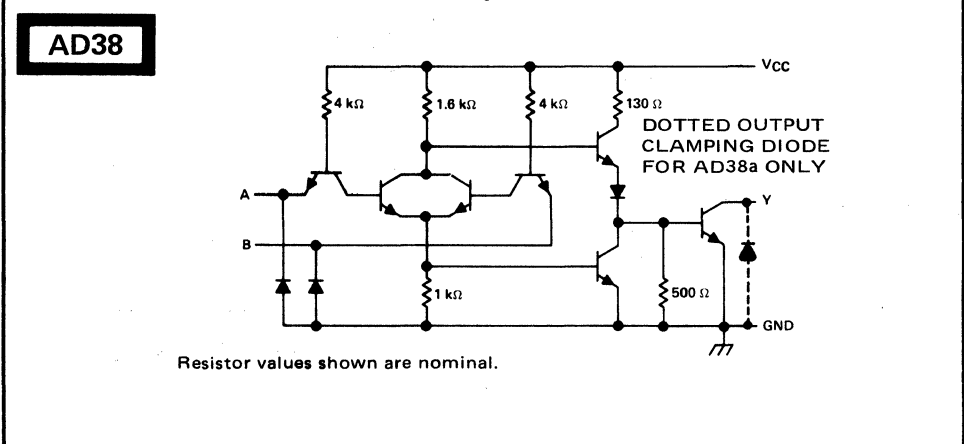 AD38
VCC
4 kΩ
1.6 kΩ
4 kΩ
130 Ω
DOTTED OUTPUT
CLAMPING DIODE
FOR AD38a ONLY
A
Y
B
1 kΩ
500 Ω
GND
Resistor values shown are nominal.